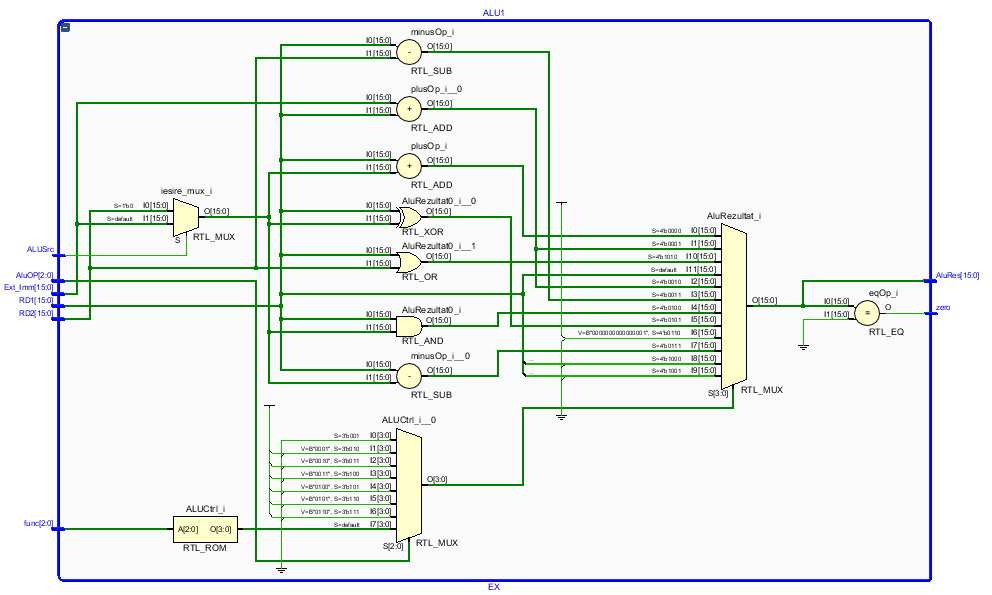 ALU1
minusOp_i
I0[15:0]
I1[15:0]
O[15:0]
-
RTL_SUB
plusOp_i__0
I0[15:0]
I1[15:0]
O[15:0]
+
RTL_ADD
plusOp_i
I0[15:0]
I1[15:0]
O[15:0]
+
RTL_ADD
iesire_mux_i
S=1'b0 I0[15:0]
S=default I1[15:0]
O[15:0]
S
RTL_MUX
AluRezultat0_i__0
I0[15:0]
I1[15:0]
O[15:0]
RTL_XOR
AluRezultat0_i__1
I0[15:0]
I1[15:0]
O[15:0]
RTL_OR
AluRezultat0_i
I0[15:0]
I1[15:0]
O[15:0]
RTL_AND
minusOp_i__0
I0[15:0]
I1[15:0]
O[15:0]
-
RTL_SUB
ALUSrc
AluOP[2:0]
Ext_Imm[15:0]
RD1[15:0]
RD2[15:0]
func[2:0]
AluRezultat_i
S=4'b0000 I0[15:0]
S=4'b0001 I1[15:0]
S=4'b1010 I10[15:0]
S=default I11[15:0]
S=4'b0010 I2[15:0]
S=4'b0011 I3[15:0]
S=4'b0100 I4[15:0]
S=4'b0101 I5[15:0]
V=B"0000000000000001", S=4'b0110 I6[15:0]
S=4'b0111 I7[15:0]
... S=4'b1000 I8[15:0]
... S=4'b1001 I9[15:0]
O[15:0]
S[3:0]
RTL_MUX
eqOp_i
I0[15:0]
I1[15:0]
O
=
RTL_EQ
AluRes[15:0]
zero
ALUCtrl_i__0
S=3'b001 I0[3:0]
V=B"0001", S=3'b010 I1[3:0]
V=B"0010", S=3'b011 I2[3:0]
V=B"0011", S=3'b100 I3[3:0]
V=B"0100", S=3'b101 I4[3:0]
V=B"0101", S=3'b110 I5[3:0]
V=B"0110", S=3'b111 I6[3:0]
S=default I7[3:0]
O[3:0]
S[2:0]
RTL_MUX
ALUCtrl_i
A[2:0] O[3:0]
RTL_ROM
EX